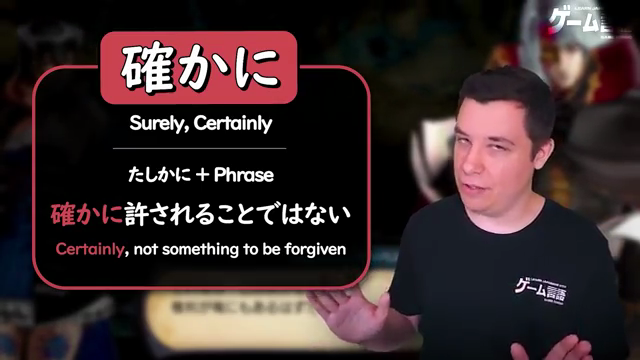 ゲーム言語
確かに
Surely, Certainly
たしかに + Phrase
確かに許されることではない
Certainly, not something to be forgiven
ゲーム言語